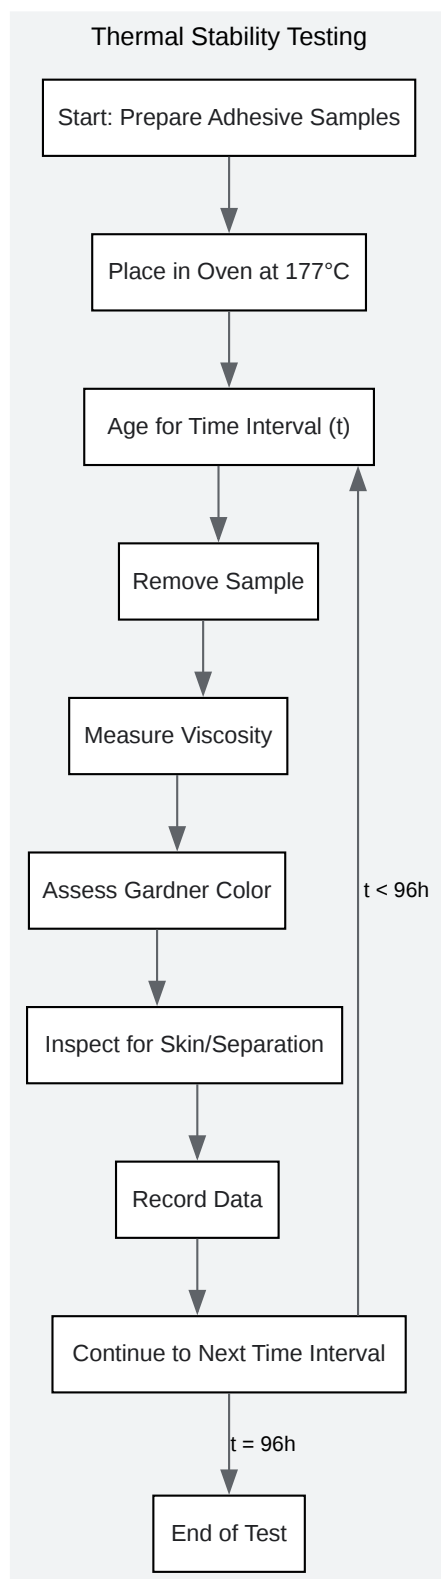 Thermal Stability Testing
Start: Prepare Adhesive Samples
Place in Oven at 177°C
Age for Time Interval (t)
Remove Sample
Measure Viscosity
Assess Gardner Color
t < 96h
Inspect for Skin/Separation
Record Data
Continue to Next Time Interval
t = 96h
End of Test